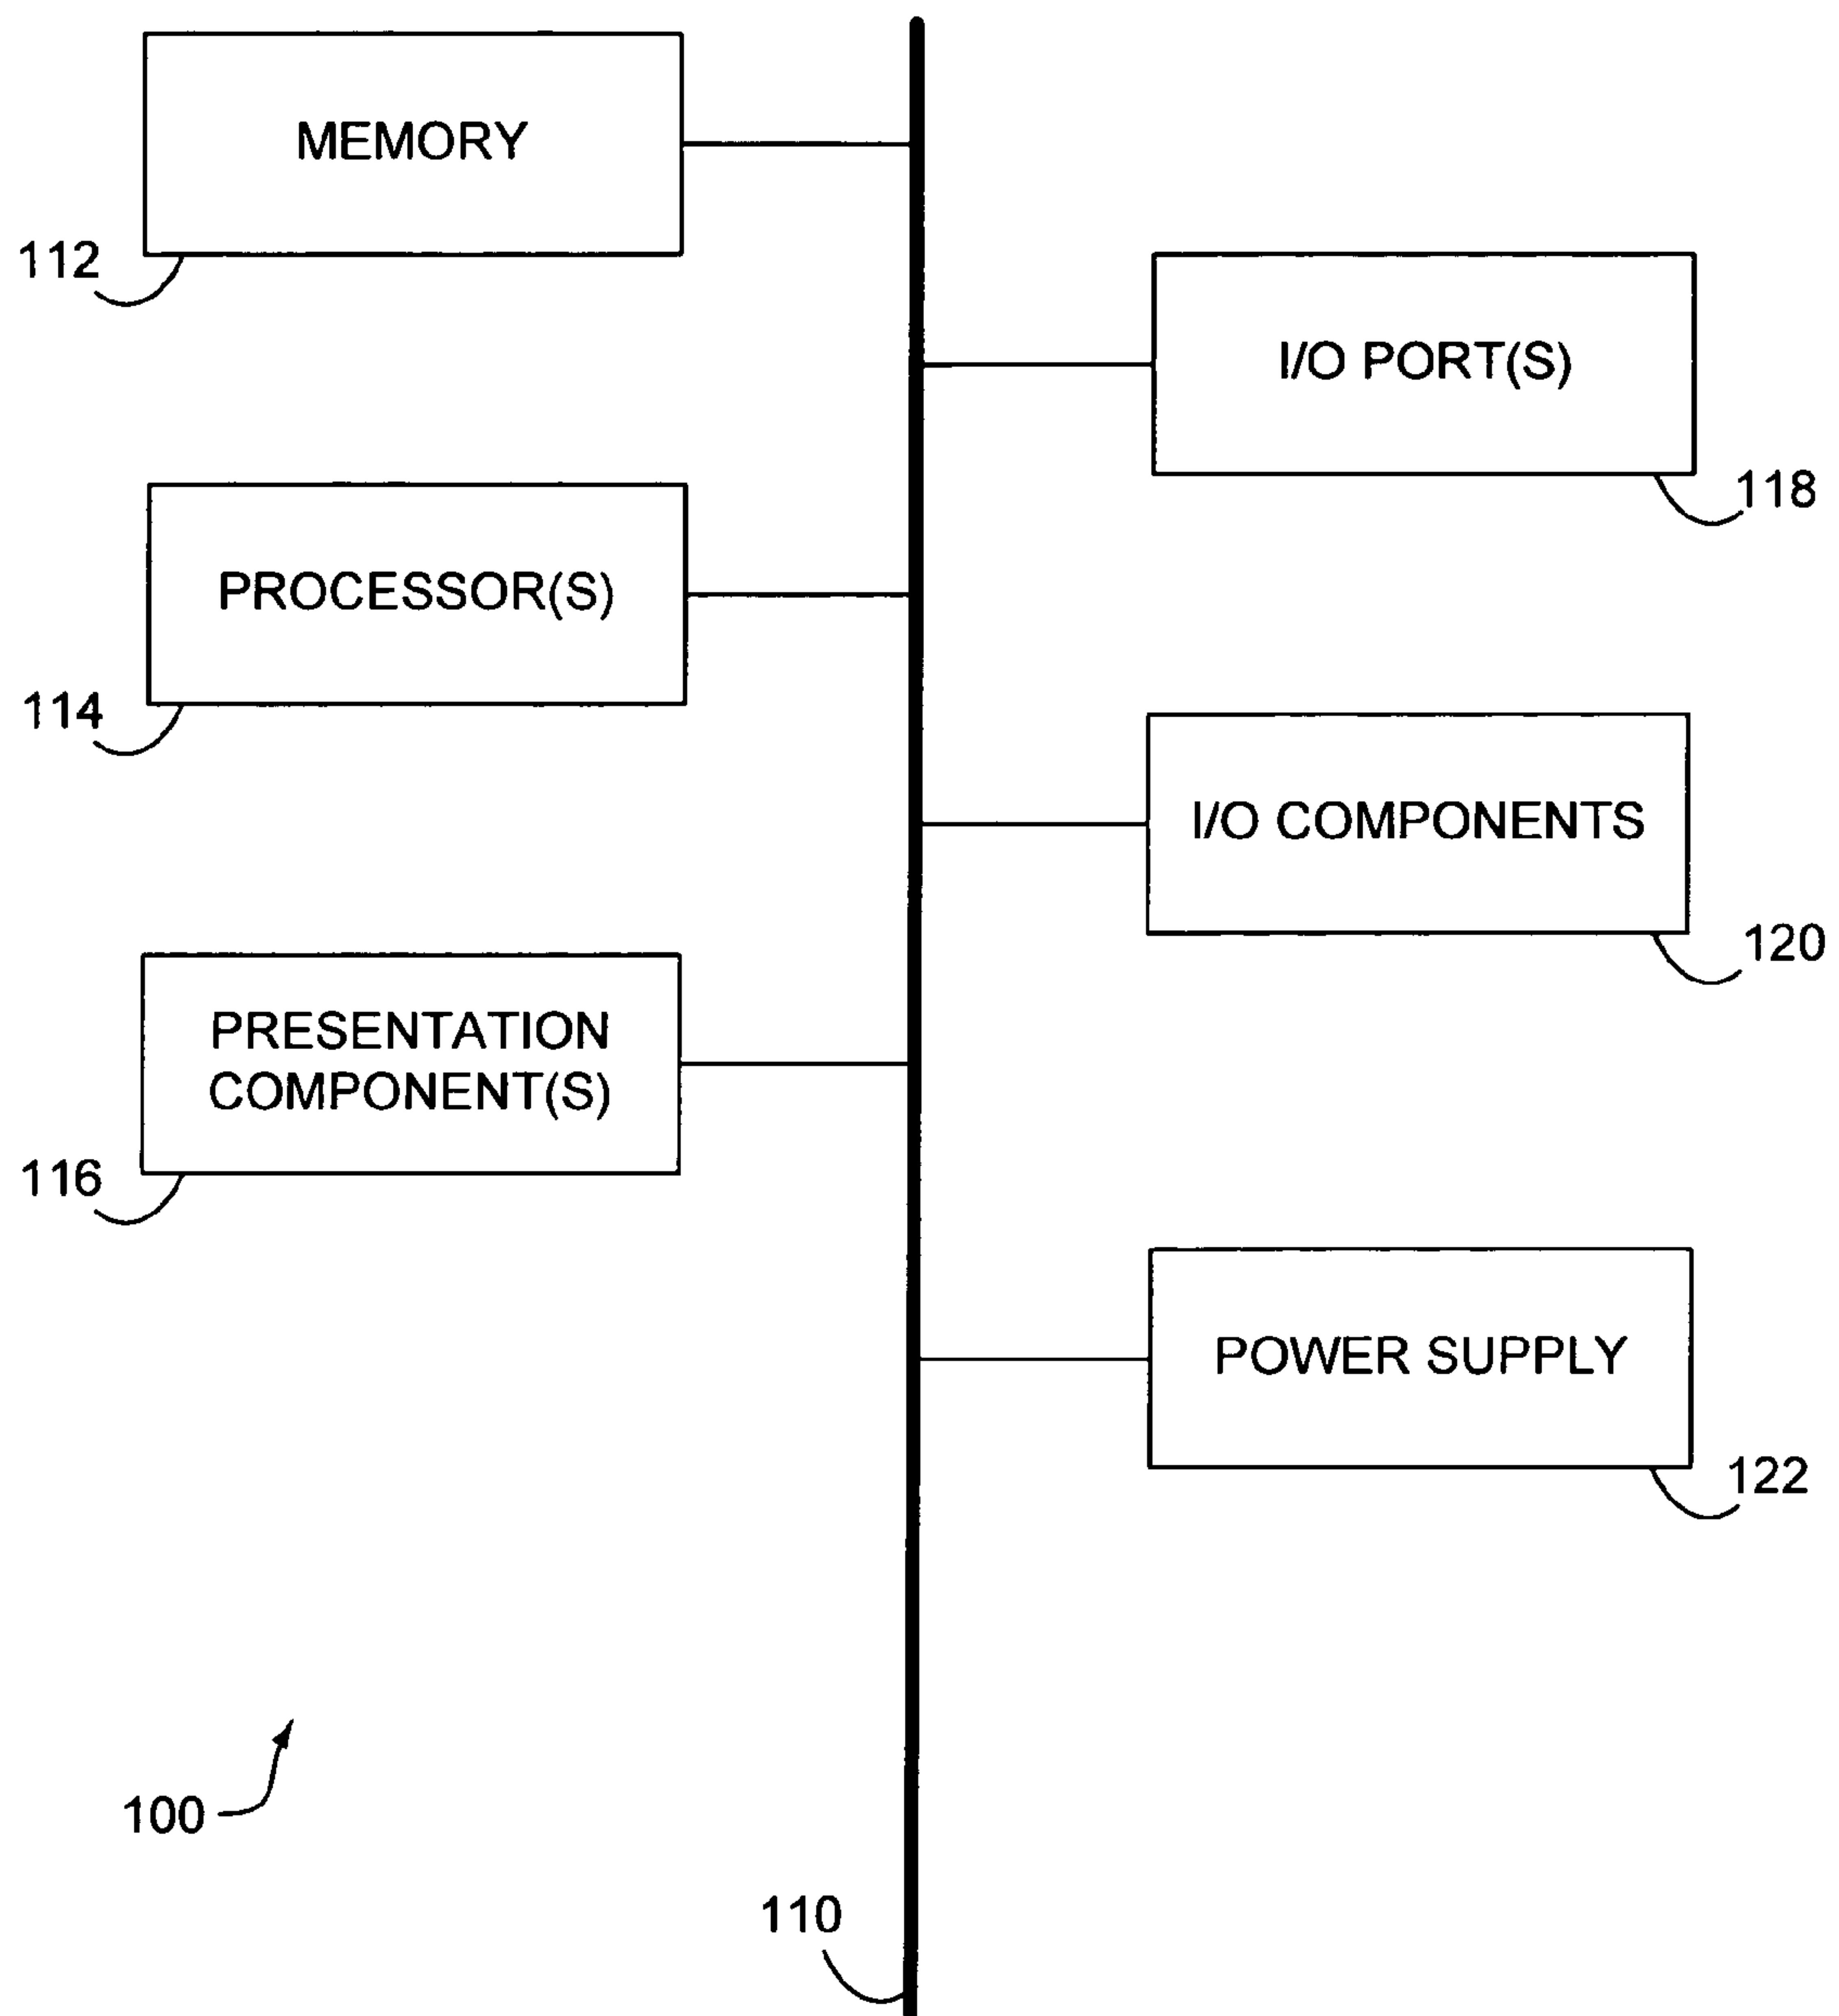 MEMORY
112
I/O PORT(S)
118
PROCESSOR(S)
114
I/O COMPONENTS
120
PRESENTATION
COMPONENT(S)
116
POWER SUPPLY
122
100
110